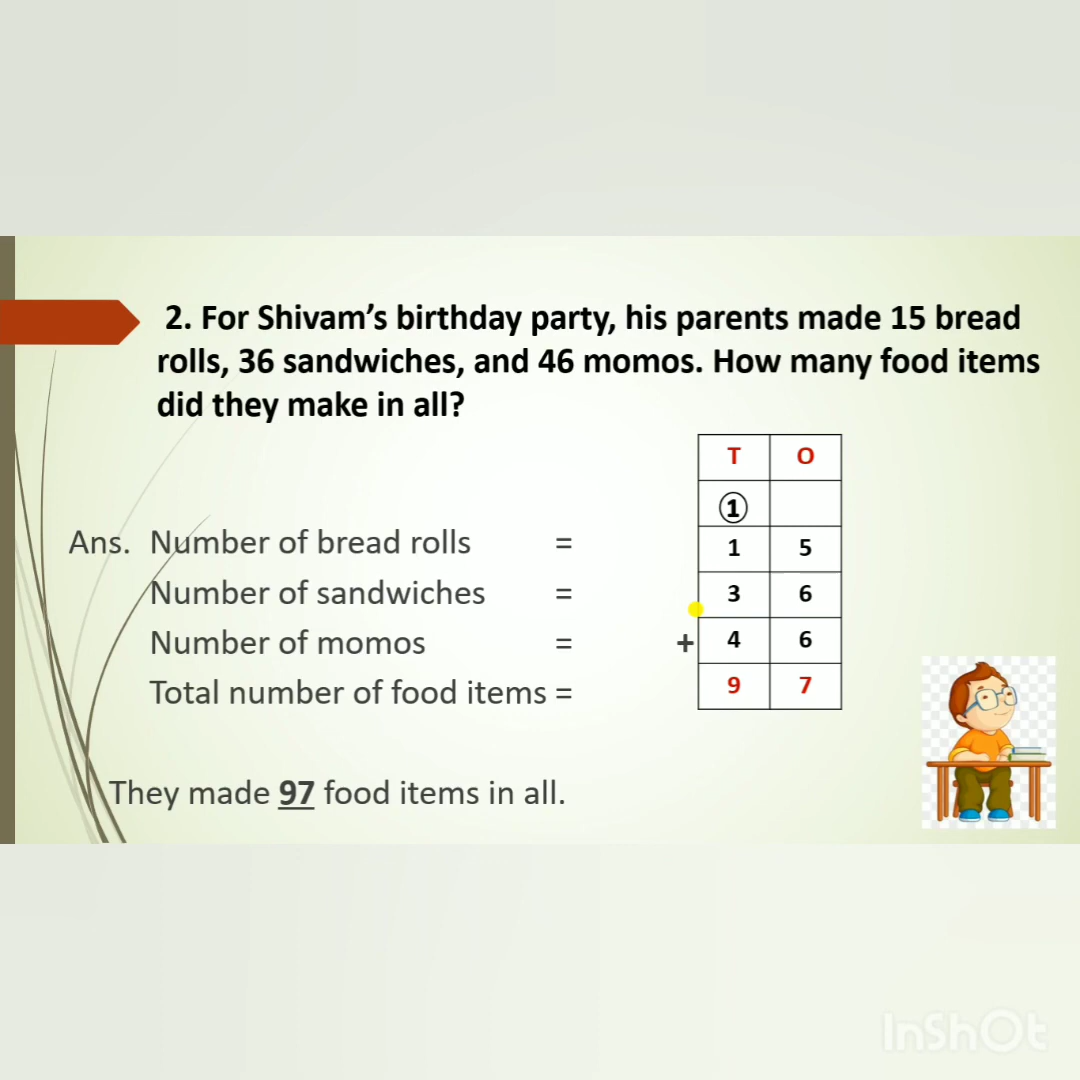 2. For Shivam’s birthday party, his parents made 15 bread
rolls, 36 sandwiches, and 46 momos. How many food items
did they make in all?
T O
①
Ans. Number of bread rolls = 1 5
Number of sandwiches = 3 6
Number of momos = + 4 6
Total number of food items = 9 7
They made 97 food items in all.
InShOt